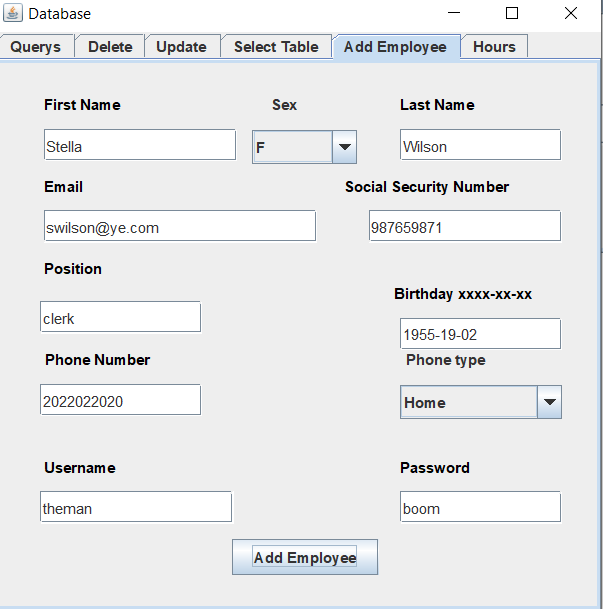 Database
Querys Delete Update Select Table Add Employee Hours
First Name Sex Last Name
Stella F Wilson
Email Social Security Number
swilson@ye.com 987659871
Position
Birthday xxxx-xx-xx
clerk
1955-19-02
Phone Number Phone type
2022022020 Home
Username Password
theman boom
Add Employee